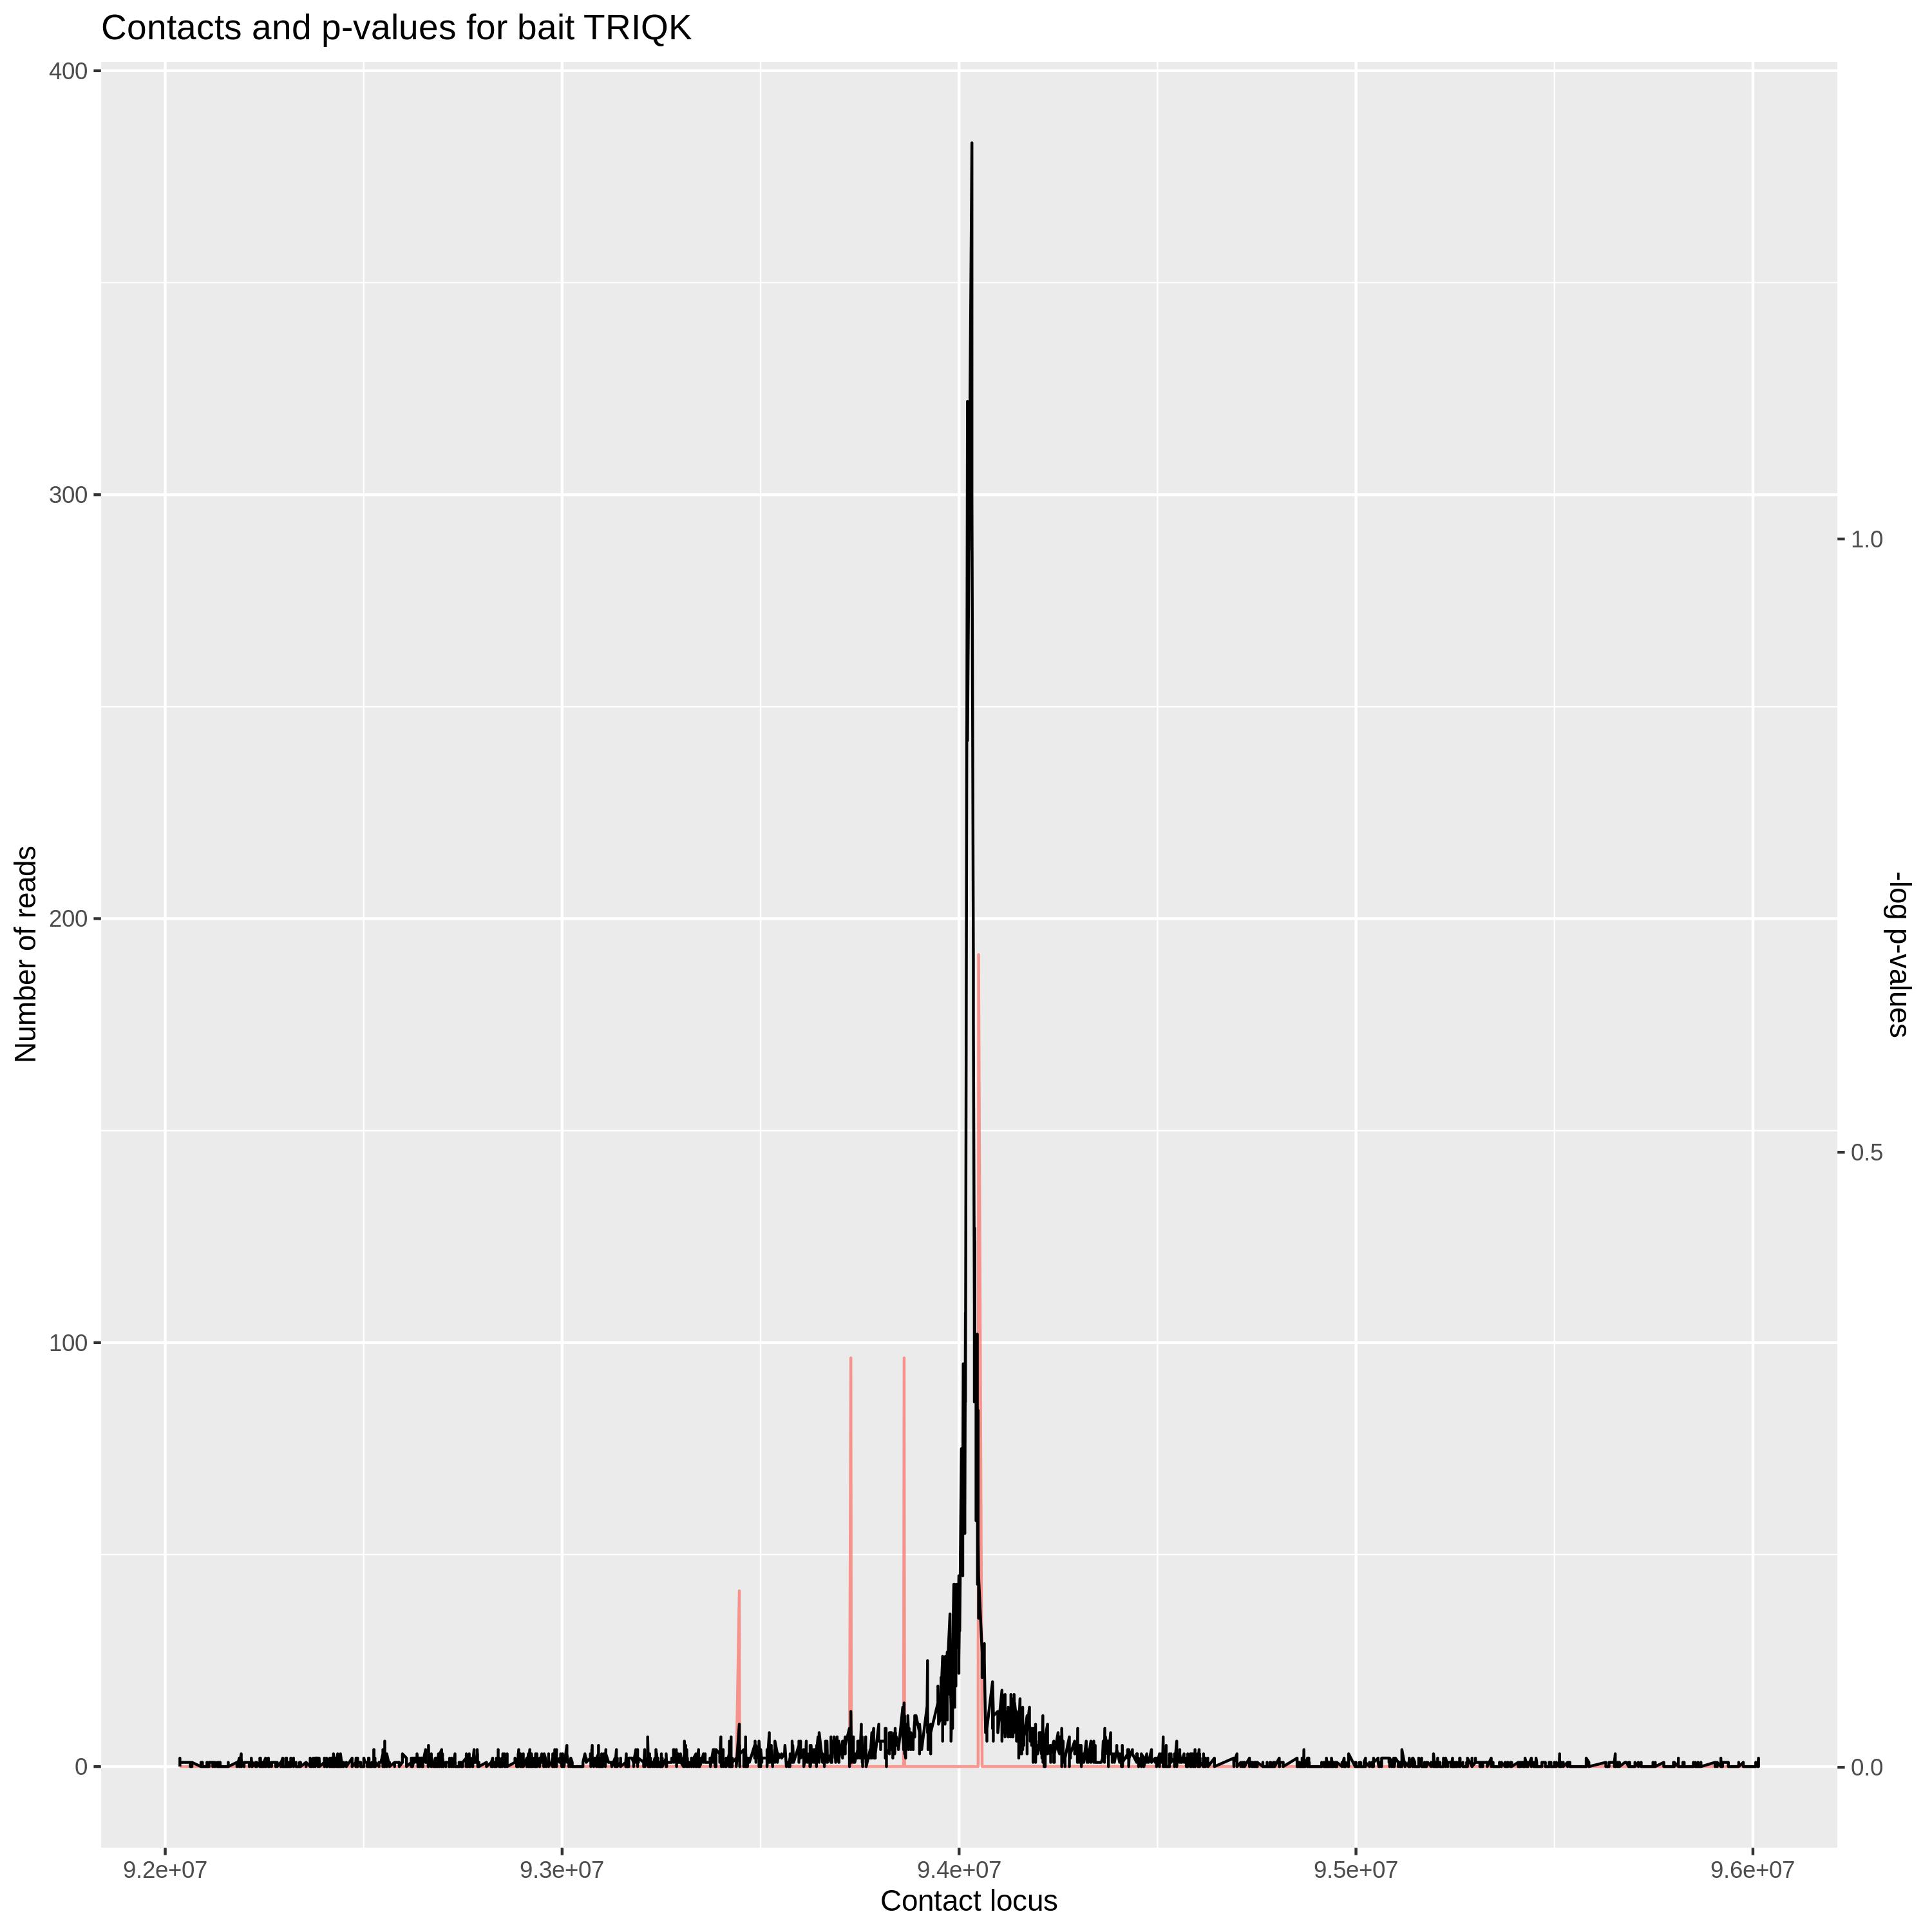 Contacts and p-values for bait TRIQK
400
300
200
100
0
Number of reads
1.0
0.5
0.0
-log p-values
9.2e+07
9.3e+07
9.4e+07
9.5e+07
9.6e+07
Contact locus